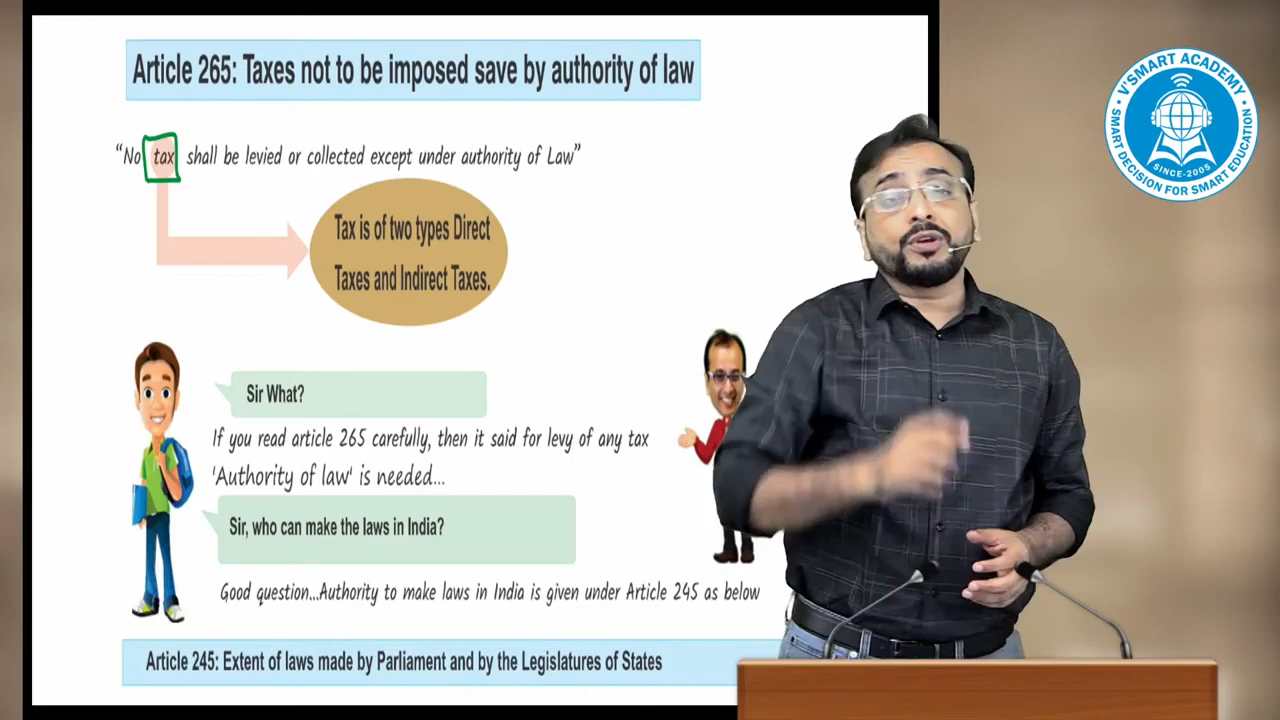 Article 265: Taxes not to be imposed save by authority of law
“No tax shall be levied or collected except under authority of Law”
Tax is of two types Direct
Taxes and Indirect Taxes.
Sir What?
If you read article 265 carefully, then it said for levy of any tax
'Authority of law' is needed...
Sir, who can make the laws in India?
Good question...Authority to make laws in India is given under Article 245 as below
Article 245: Extent of laws made by Parliament and by the Legislatures of States
V'SMART ACADEMY
SINCE-2005
SMART DECISION FOR SMART EDUCATION